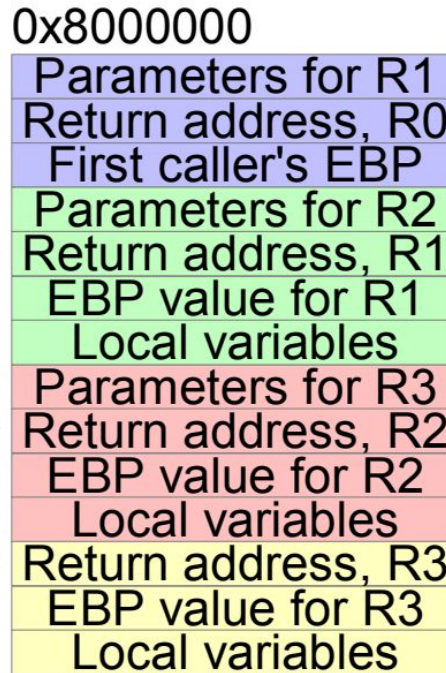 0x8000000
Parameters for R1
Return address, R0
First caller's EBP
Parameters for R2
Return address, R1
EBP value for R1
Local variables
Parameters for R3
Return address, R2
EBP value for R2
Local variables
Return address, R3
EBP value for R3
Local variables